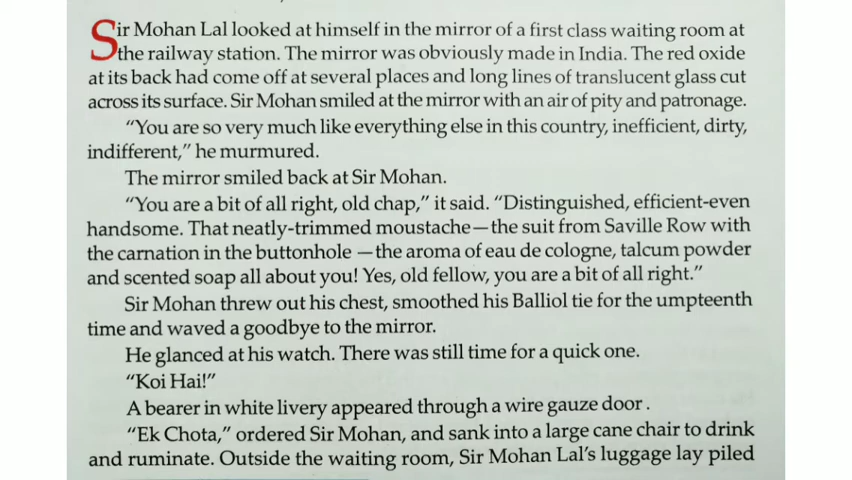 Sir Mohan Lal looked at himself in the mirror of a first class waiting room at
the railway station. The mirror was obviously made in India. The red oxide
at its back had come off at several places and long lines of translucent glass cut
across its surface. Sir Mohan smiled at the mirror with an air of pity and patronage.
“You are so very much like everything else in this country, inefficient, dirty,
indifferent,” he murmured.
The mirror smiled back at Sir Mohan.
“You are a bit of all right, old chap,” it said. “Distinguished, efficient-even
handsome. That neatly-trimmed moustache—the suit from Saville Row with
the carnation in the buttonhole —the aroma of eau de cologne, talcum powder
and scented soap all about you! Yes, old fellow, you are a bit of all right.”
Sir Mohan threw out his chest, smoothed his Balliol tie for the umpteenth
time and waved a goodbye to the mirror.
He glanced at his watch. There was still time for a quick one.
“Koi Hai!”
A bearer in white livery appeared through a wire gauze door .
“Ek Chota,” ordered Sir Mohan, and sank into a large cane chair to drink
and ruminate. Outside the waiting room, Sir Mohan Lal’s luggage lay piled